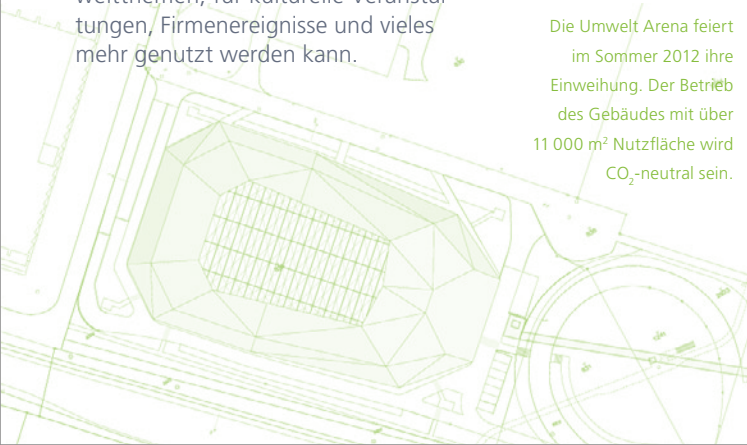 tungen, Firmenereignisse und vieles
mehr genutzt werden kann.
Die Umwelt Arena feiert
im Sommer 2012 ihre
Einweihung. Der Betrieb
des Gebäudes mit über
11 000 m² Nutzfläche wird
CO₂-neutral sein.